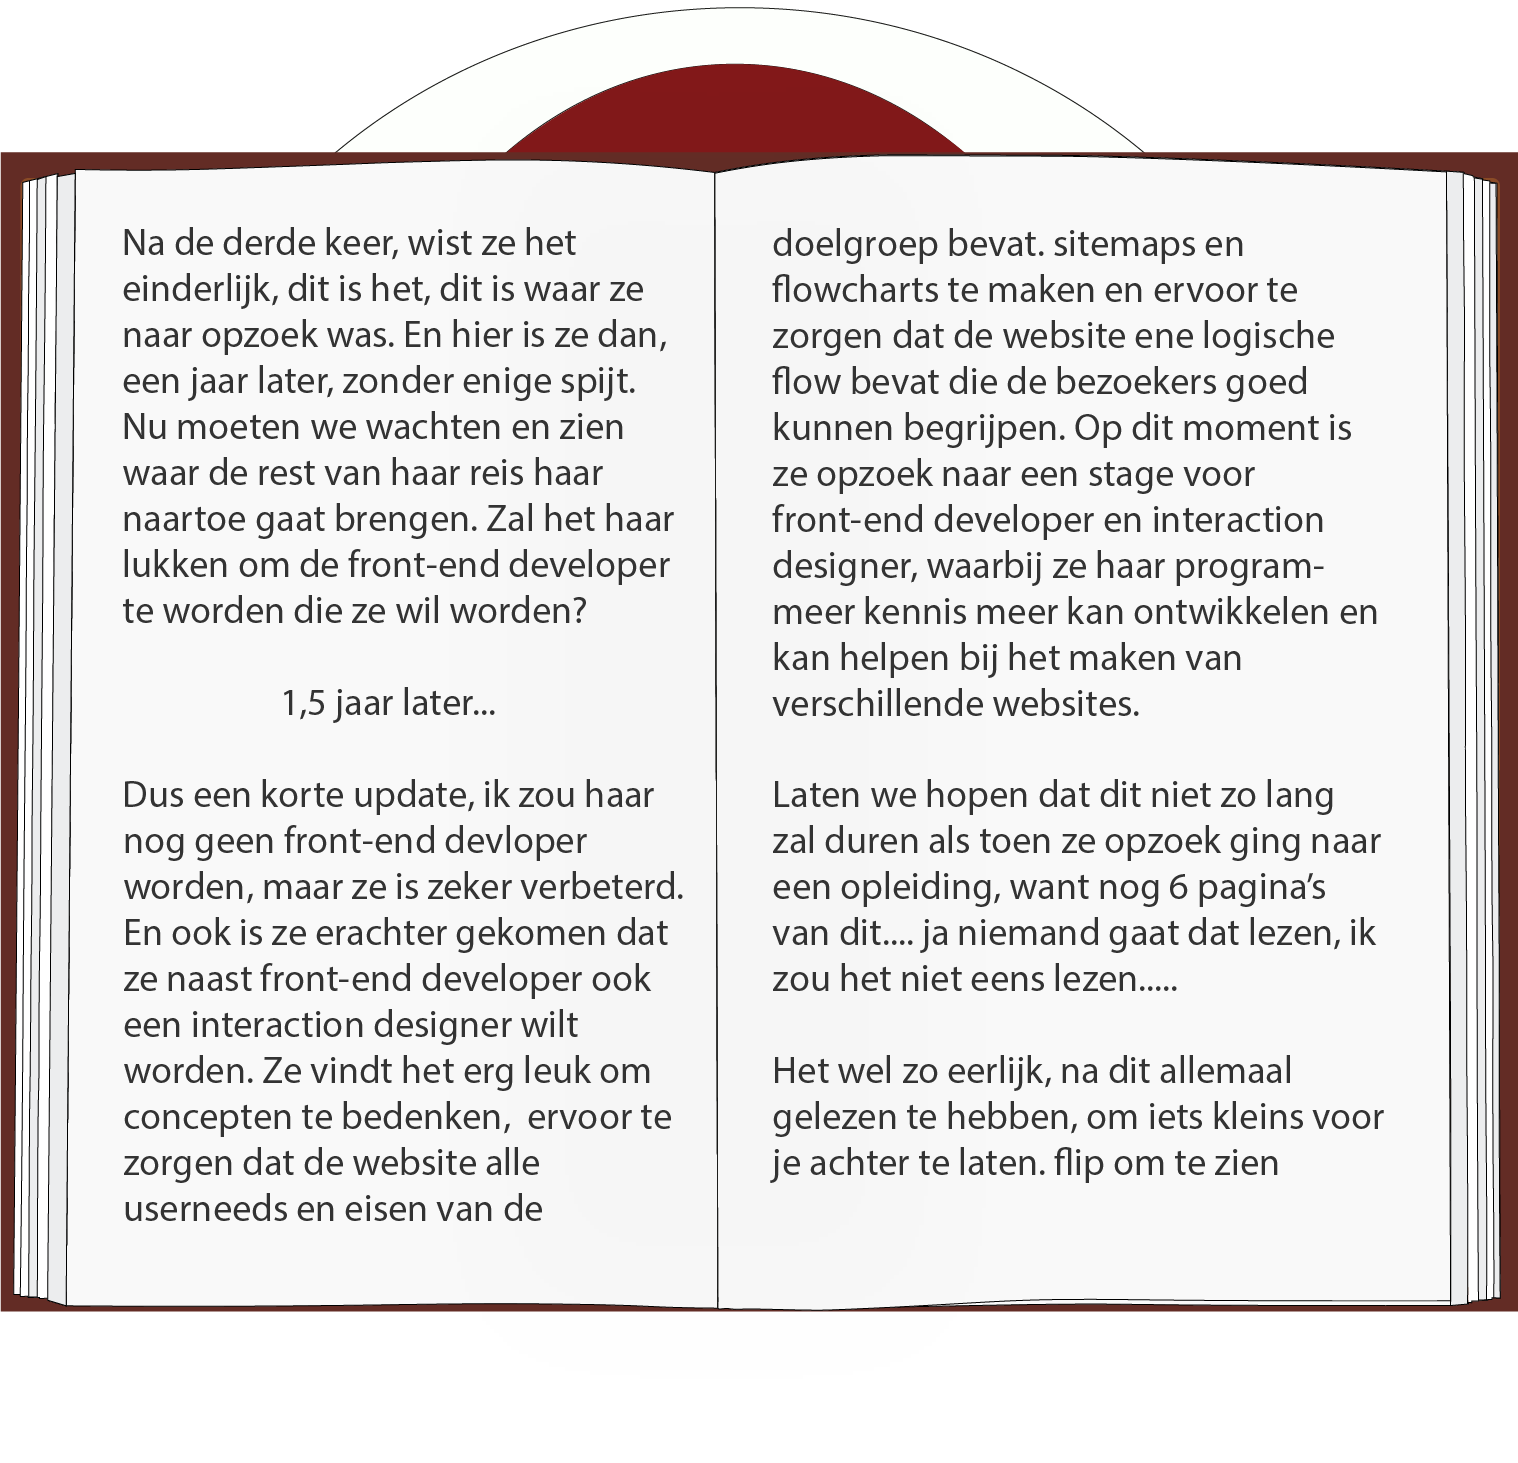 Na de derde keer, wist ze het
einderlijk, dit is het, dit is waar ze
naar opzoek was. En hier is ze dan,
een jaar later, zonder enige spijt.
Nu moeten we wachten en zien
waar de rest van haar reis haar
naartoe gaat brengen. Zal het haar
lukken om de front-end developer
te worden die ze wil worden?
1,5 jaar later...
Dus een korte update, ik zou haar
nog geen front-end devloper
worden, maar ze is zeker verbeterd.
En ook is ze erachter gekomen dat
ze naast front-end developer ook
een interaction designer wilt
worden. Ze vindt het erg leuk om
concepten te bedenken,  ervoor te
zorgen dat de website alle
userneeds en eisen van de
doelgroep bevat. sitemaps en
flowcharts te maken en ervoor te
zorgen dat de website ene logische
flow bevat die de bezoekers goed
kunnen begrijpen. Op dit moment is
ze opzoek naar een stage voor
front-end developer en interaction
designer, waarbij ze haar program-
meer kennis meer kan ontwikkelen en
kan helpen bij het maken van
verschillende websites.
Laten we hopen dat dit niet zo lang
zal duren als toen ze opzoek ging naar
een opleiding, want nog 6 pagina’s
van dit.... ja niemand gaat dat lezen, ik
zou het niet eens lezen.....
Het wel zo eerlijk, na dit allemaal
gelezen te hebben, om iets kleins voor
je achter te laten. flip om te zien